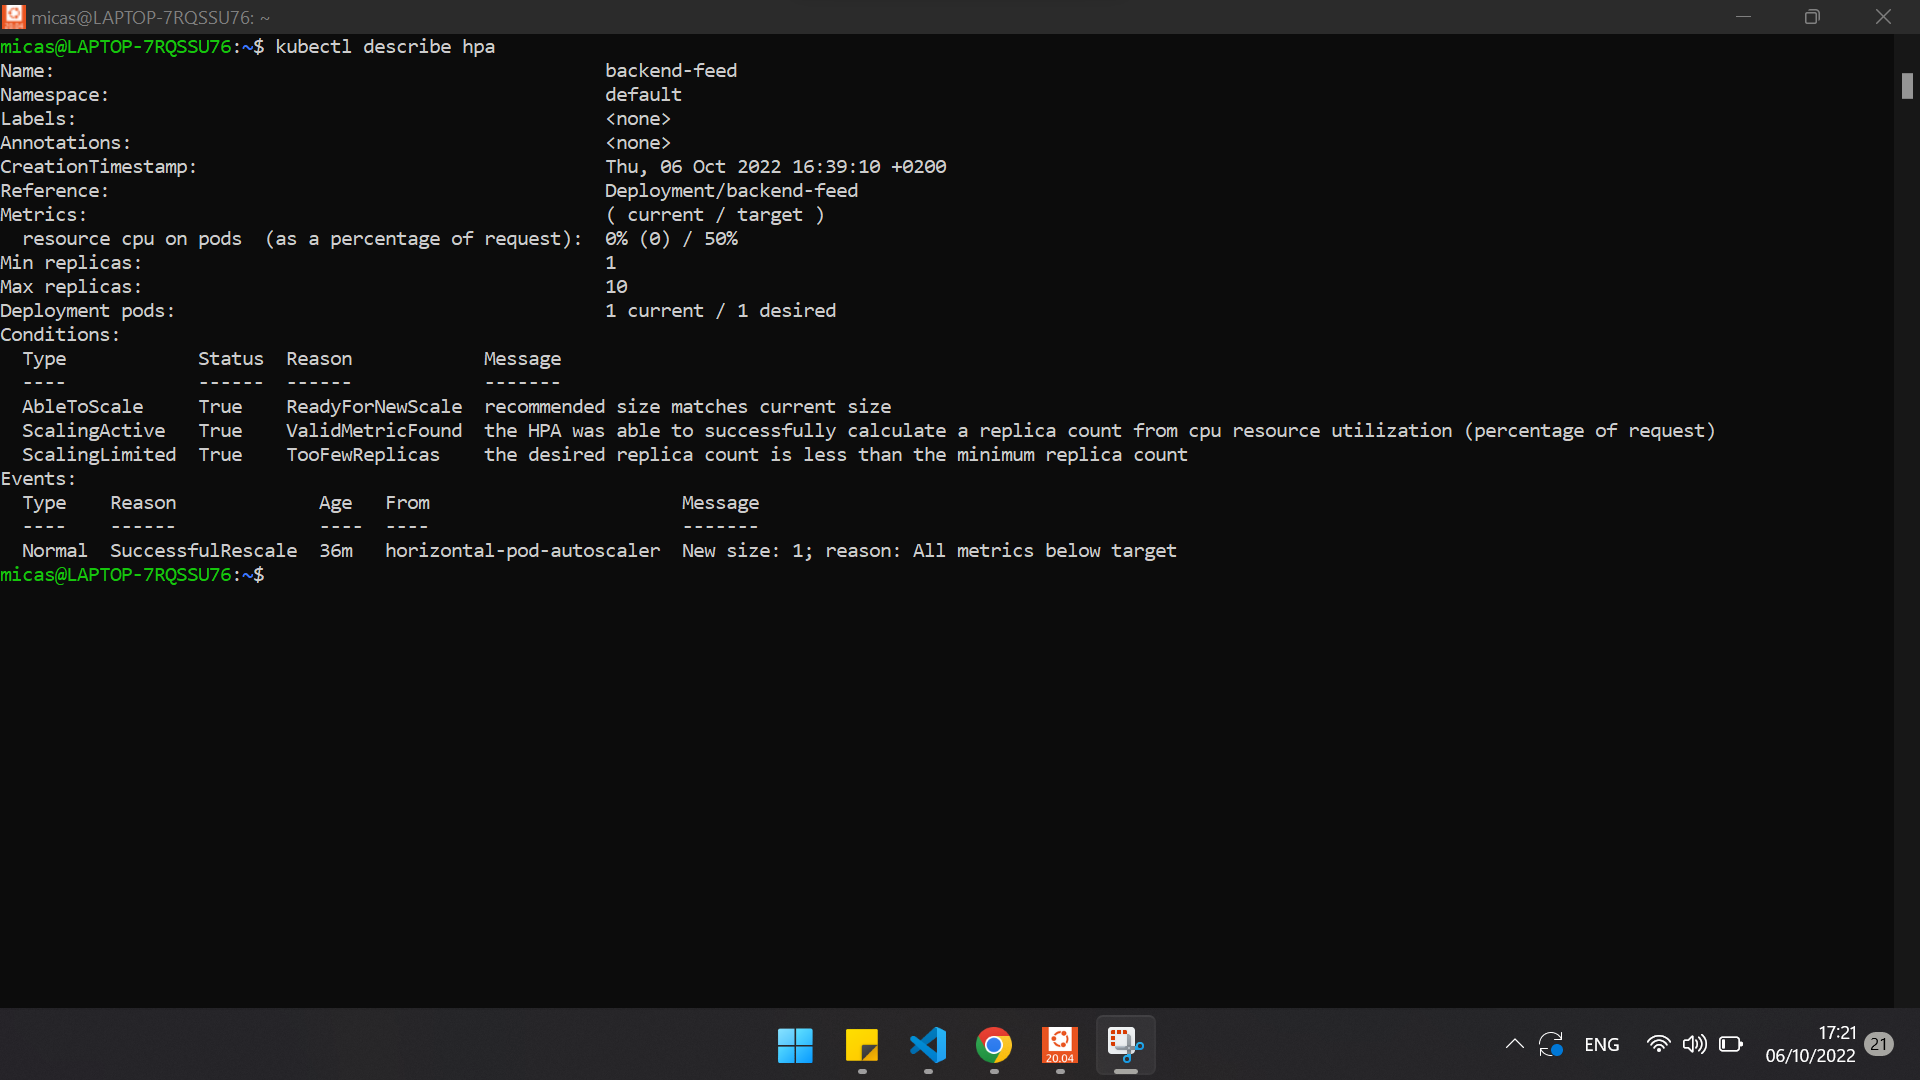 micas@LAPTOP-7RQSSU76: ~
micas@LAPTOP-7RQSSU76:~$ kubectl describe hpa
Name:                                                  backend-feed
Namespace:                                             default
Labels:                                                <none>
Annotations:                                           <none>
CreationTimestamp:                                     Thu, 06 Oct 2022 16:39:10 +0200
Reference:                                             Deployment/backend-feed
Metrics:                                               ( current / target )
  resource cpu on pods  (as a percentage of request):  0% (0) / 50%
Min replicas:                                          1
Max replicas:                                          10
Deployment pods:                                       1 current / 1 desired
Conditions:
  Type            Status  Reason            Message
  ----            ------  ------            -------
  AbleToScale     True    ReadyForNewScale  recommended size matches current size
  ScalingActive   True    ValidMetricFound  the HPA was able to successfully calculate a replica count from cpu resource utilization (percentage of request)
  ScalingLimited  True    TooFewReplicas    the desired replica count is less than the minimum replica count
Events:
  Type    Reason             Age   From                       Message
  ----    ------             ----  ----                       -------
  Normal  SuccessfulRescale  36m   horizontal-pod-autoscaler  New size: 1; reason: All metrics below target
micas@LAPTOP-7RQSSU76:~$
20.04
ENG
17:21
06/10/2022
21